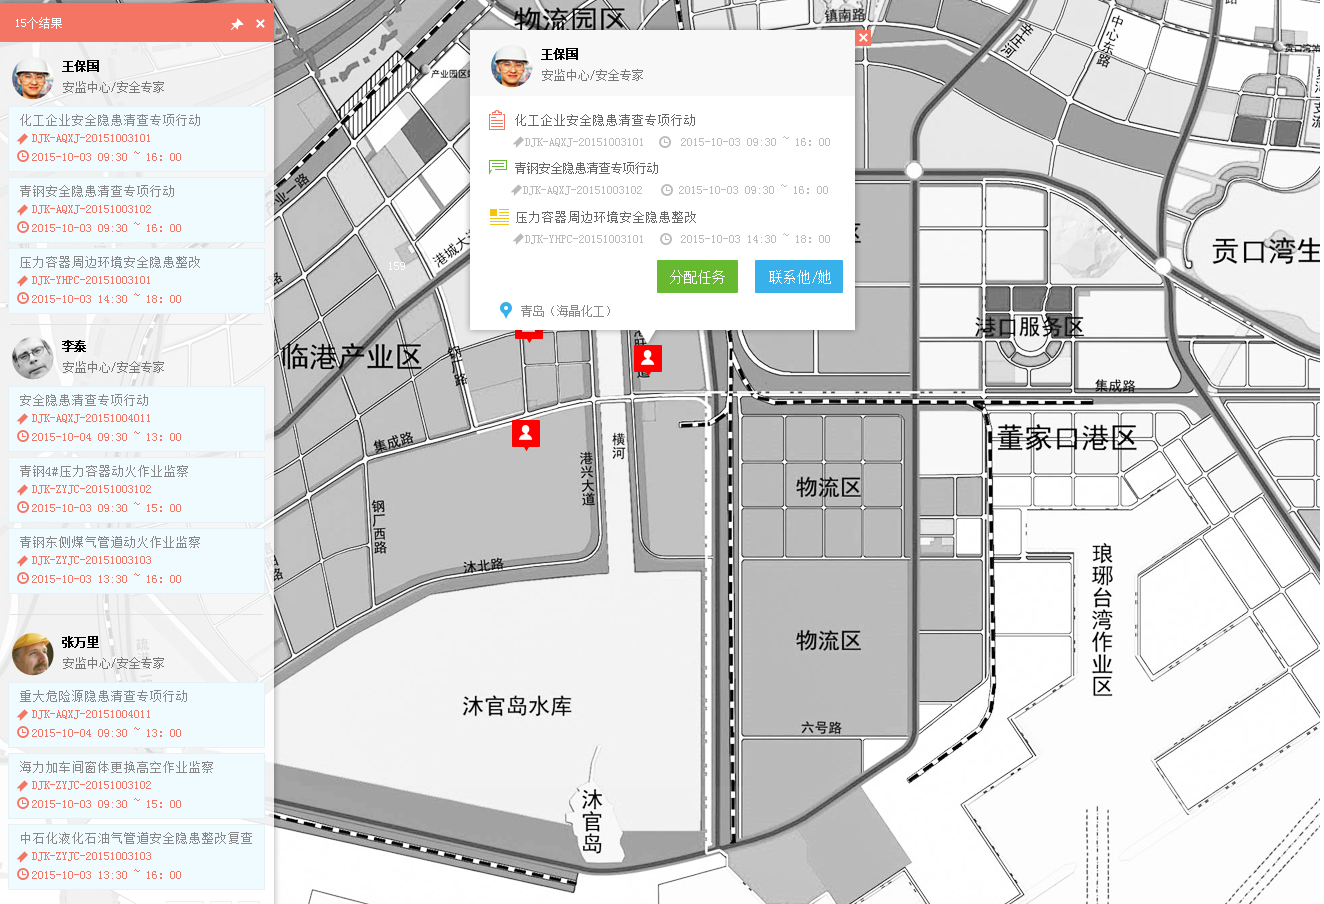 15个结果
王保国
安监中心/安全专家
化工企业安全隐患清查专项行动
DJK-AQXJ-20151003101
2015-10-03 09:30 ~ 16: 00
青钢安全隐患清查专项行动
DJK-AQXJ-20151003102
2015-10-03 09:30 ~ 16: 00
压力容器周边环境安全隐患整改
DJK-YHPC-20151003101
2015-10-03 14:30 ~ 18: 00
李泰
安监中心/安全专家
安全隐患清查专项行动
DJK-AQXJ-20151004011
2015-10-04 09:30 ~ 13: 00
青钢4#压力容器动火作业监察
DJK-ZYJC-20151003102
2015-10-03 09:30 ~ 15: 00
青钢东侧煤气管道动火作业监察
DJK-ZYJC-20151003103
2015-10-03 13:30 ~ 16: 00
张万里
安监中心/安全专家
重大危险源隐患清查专项行动
DJK-AQXJ-20151004011
2015-10-04 09:30 ~ 13: 00
海力加车间窗体更换高空作业监察
DJK-ZYJC-20151003102
2015-10-03 09:30 ~ 15: 00
中石化液化石油气管道安全隐患整改复查
DJK-ZYJC-20151003103
2015-10-03 13:30 ~ 16: 00
王保国
安监中心/安全专家
化工企业安全隐患清查专项行动
DJK-AQXJ-20151003101 2015-10-03 09:30 ~ 16: 00
青钢安全隐患清查专项行动
DJK-AQXJ-20151003102 2015-10-03 09:30 ~ 16: 00
压力容器周边环境安全隐患整改
DJK-YHPC-20151003101 2015-10-03 14:30 ~ 18: 00
分配任务 联系他/她
青岛（海晶化工）
物流园区
镇南路
中心东路
159
贡口湾生
港口服务区
临港产业区
钢厂路
集成路
董家口港区
集成路
横河
港兴大道
物流区
钢厂西路
沐北路
琅琊台湾作业区
物流区
沐官岛水库
六号路
沐官岛